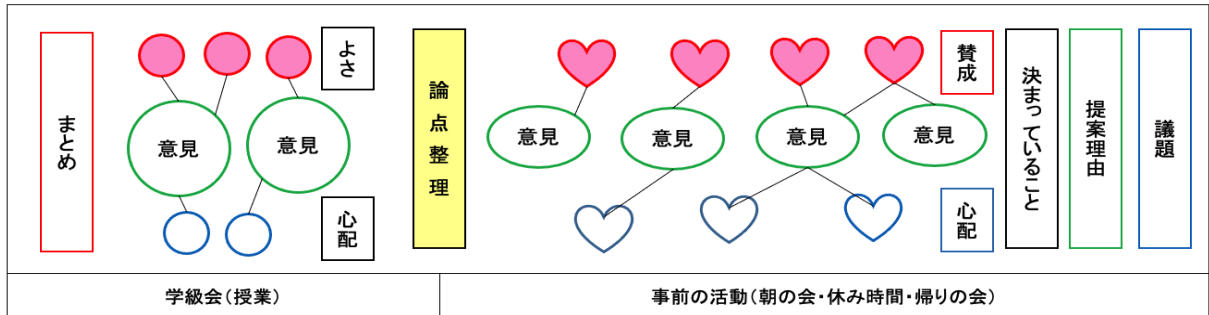 議題
提案理由
決まっていること
賛成
心配
意見
意見
意見
意見
論点整理
よさ
心配
意見
意見
まとめ
事前の活動(朝の会・休み時間・帰りの会)
学級会(授業)